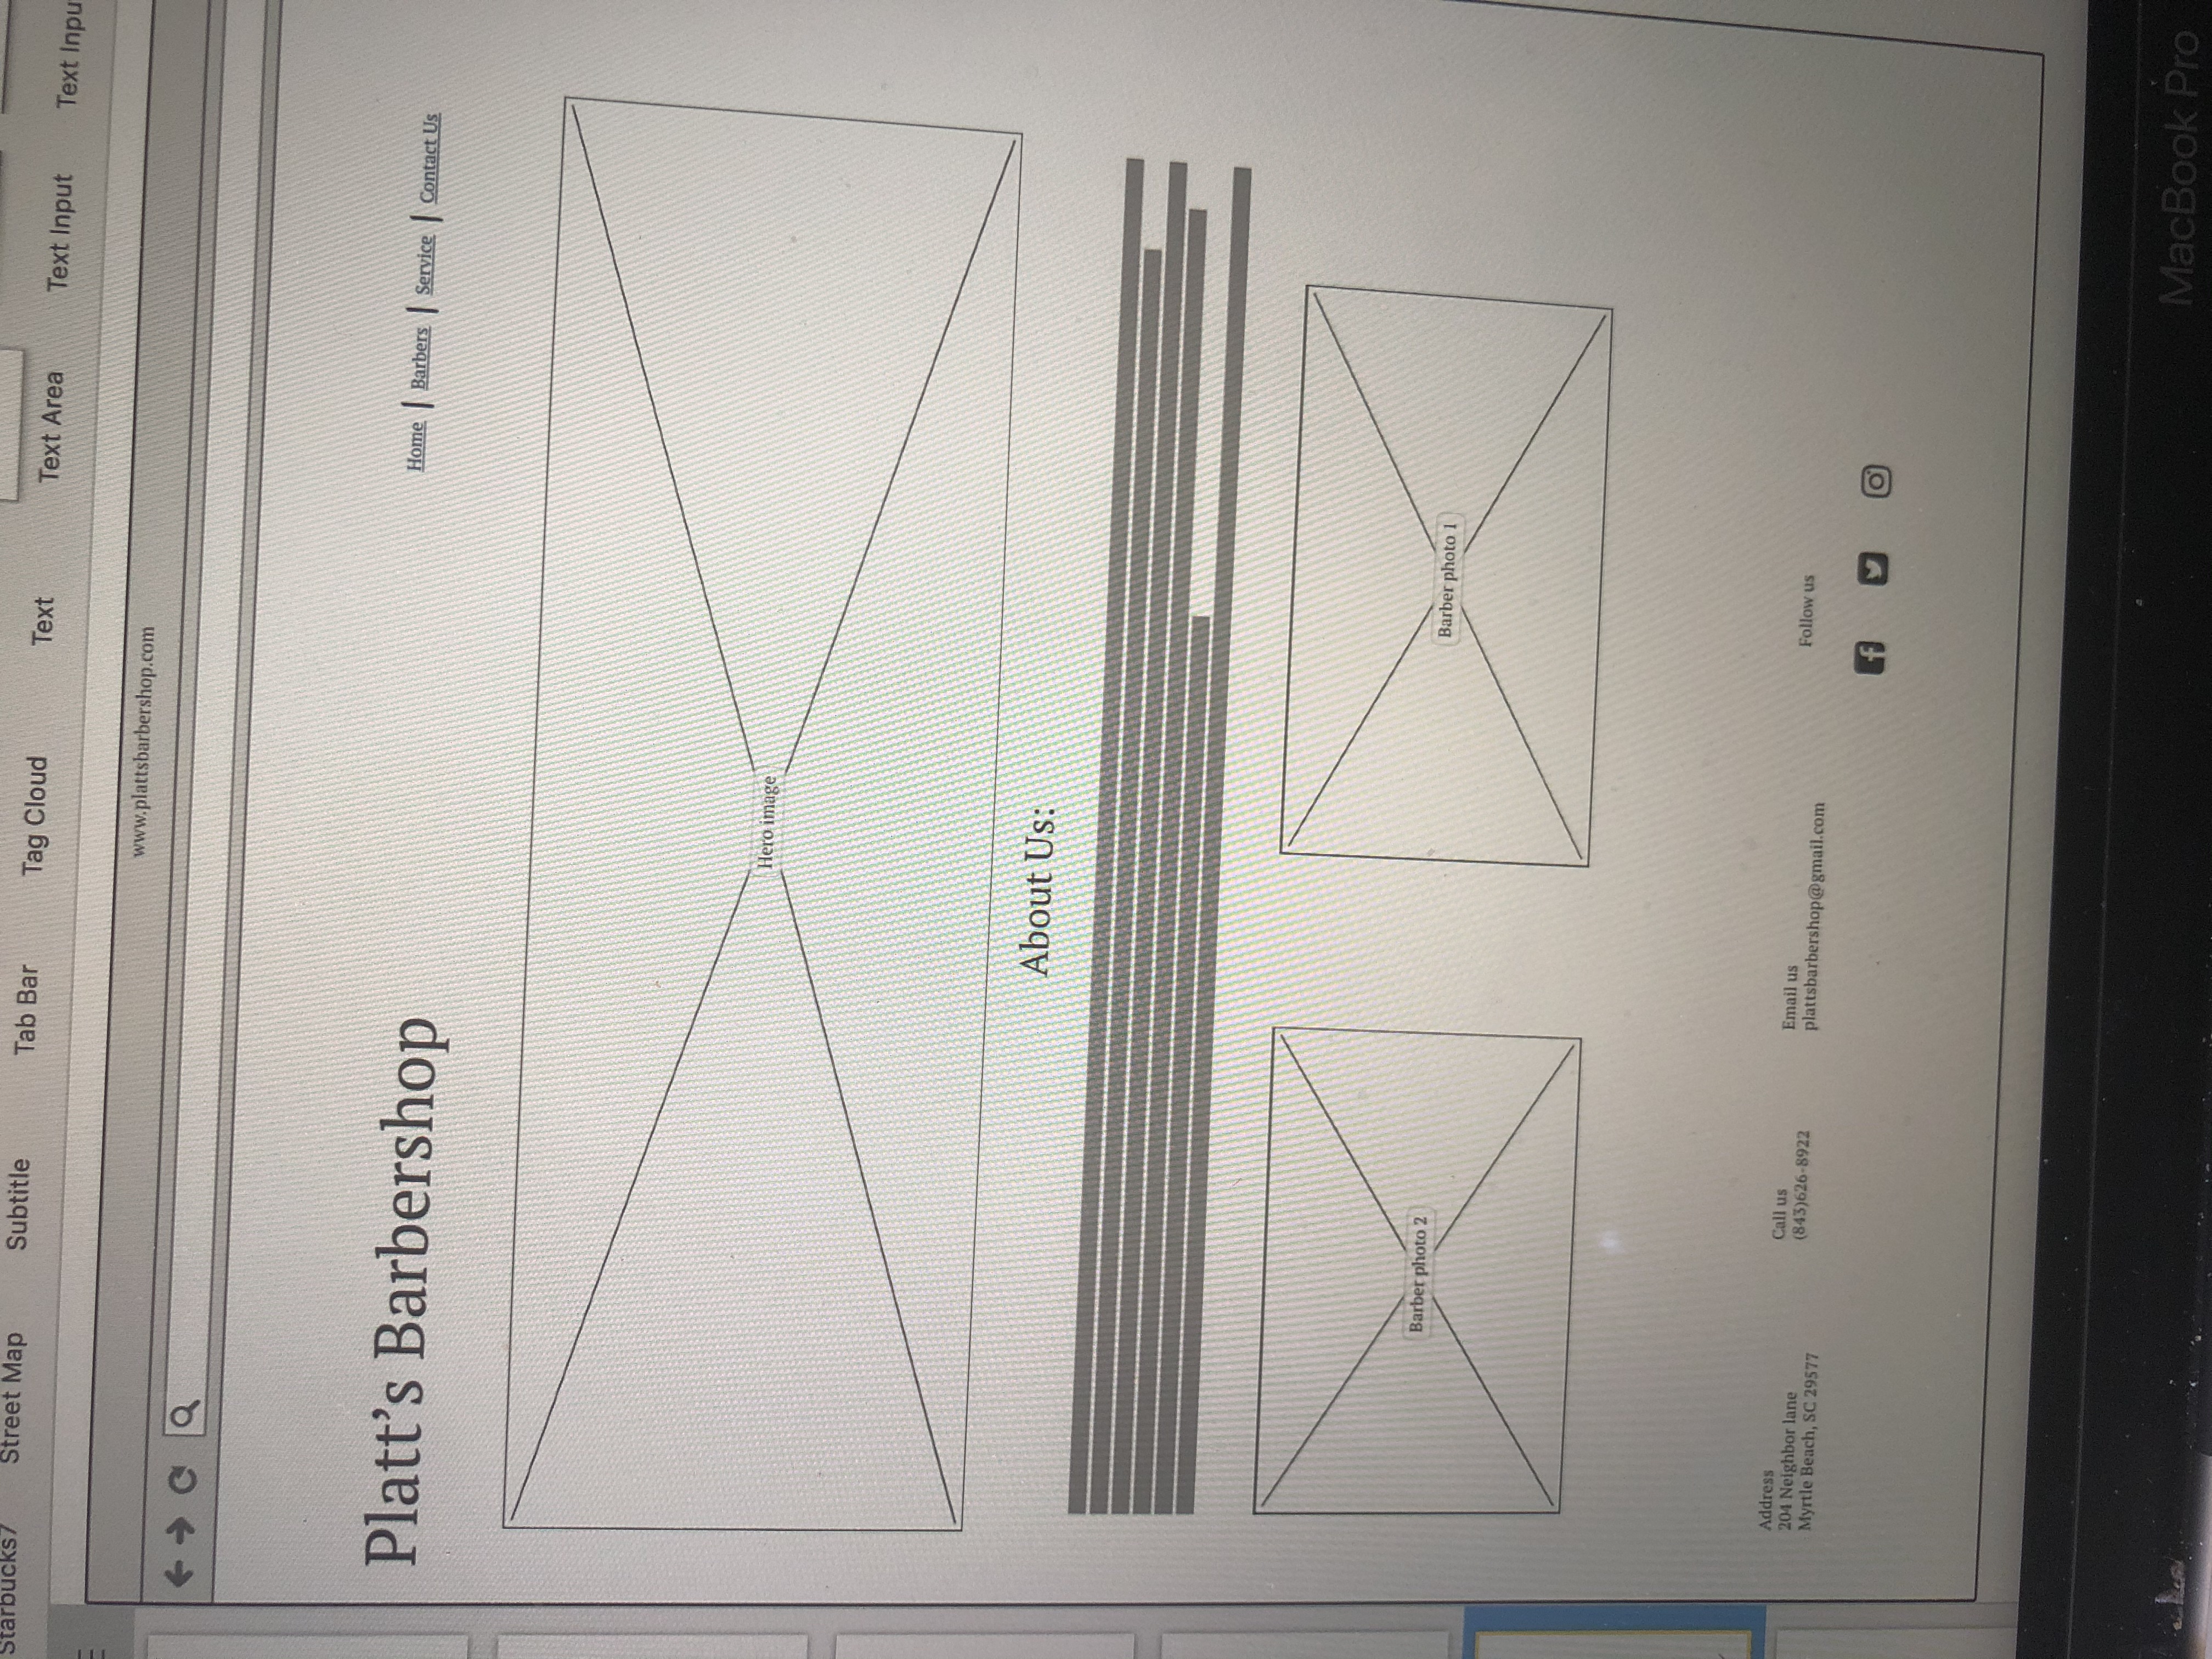 Starbucks7
Street Map
Subtitle
Tab Bar
Tag Cloud
Text
Text Area
Text Input
Text Inpu
www.plattsbarbershop.com
Platt's Barbershop
Home | Barbers | Service | Contact Us
Hero image
About Us:
Barber photo 2
Barber photo 1
Address
204 Neighbor lane
Myrtle Beach, SC 29577
Call us
(843)626-8922
Email us
plattsbarbershop@gmail.com
Follow us
MacBook Pro